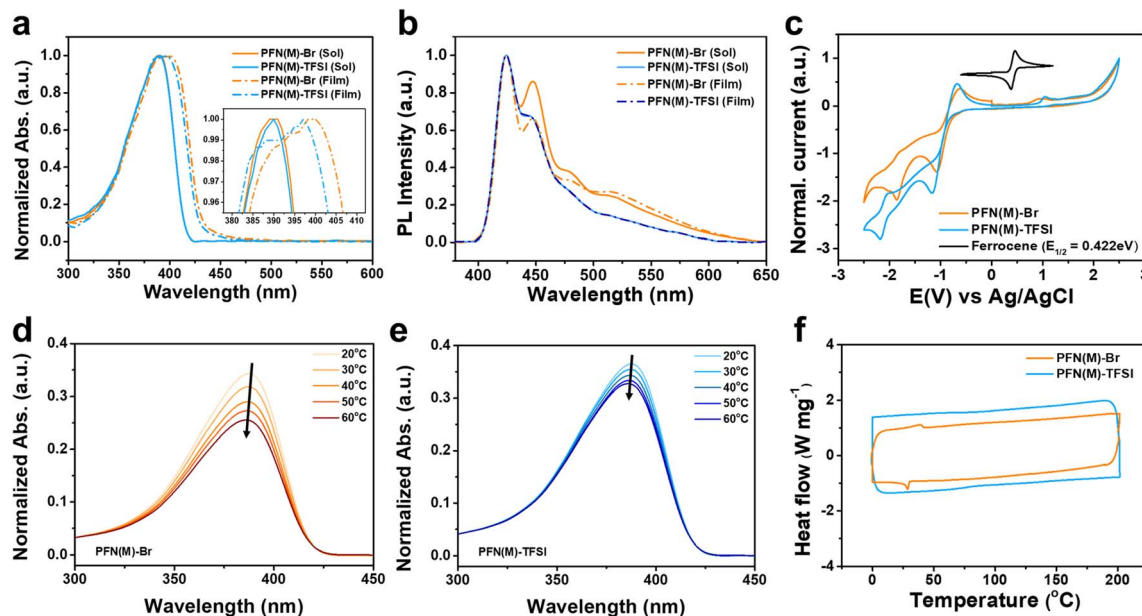 a
Normalized Abs. (a.u.)
1.0
0.8
0.6
0.4
0.2
0.0
PFN(M)-Br (Sol)
PFN(M)-TFSI (Sol)
PFN(M)-Br (Film)
PFN(M)-TFSI (Film)
1.00
0.99
0.98
0.97
0.96
380 385 390 395 400 405 410
300 350 400 450 500 550 600
Wavelength (nm)
b
PL Intensity (a.u.)
1.0
0.8
0.6
0.4
0.2
0.0
PFN(M)-Br (Sol)
PFN(M)-TFSI (Sol)
PFN(M)-Br (Film)
PFN(M)-TFSI (Film)
400 450 500 550 600 650
Wavelength (nm)
c
Normal. current (a.u.)
2
1
0
-1
-2
-3
PFN(M)-Br
PFN(M)-TFSI
Ferrocene (E1/2 = 0.422eV)
-3 -2 -1 0 1 2 3
E(V) vs Ag/AgCl
d
Normalized Abs. (a.u.)
0.4
0.3
0.2
0.1
0.0
20°C
30°C
40°C
50°C
60°C
PFN(M)-Br
300 350 400 450
Wavelength (nm)
e
Normalized Abs. (a.u.)
0.4
0.3
0.2
0.1
0.0
20°C
30°C
40°C
50°C
60°C
PFN(M)-TFSI
300 350 400 450
Wavelength (nm)
f
Heat flow (W mg⁻¹)
4
2
0
-2
-4
PFN(M)-Br
PFN(M)-TFSI
0 50 100 150 200
Temperature (°C)